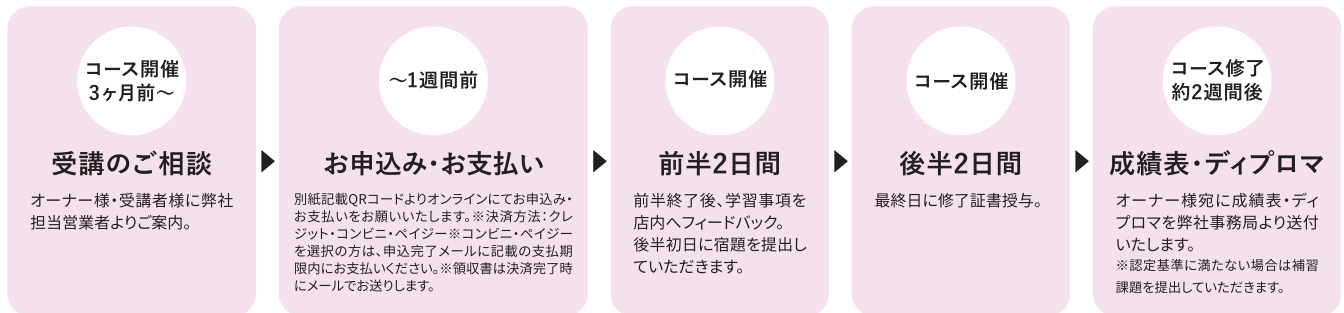 コース開催
3ヶ月前〜
受講のご相談
オーナー様・受講者様に弊社
担当営業者よりご案内。
〜1週間前
お申込み・お支払い
別紙記載QRコードよりオンラインにてお申込み・
お支払いをお願いいたします。※決済方法：クレ
ジット・コンビニ・ペイジー※コンビニ・ペイジー
を選択の方は、申込完了メールに記載の支払期
限内にお支払いください。※領収書は決済完了時
にメールでお送りします。
コース開催
前半2日間
前半終了後、学習事項を
店内へフィードバック。
後半初日に宿題を提出し
ていただきます。
コース開催
後半2日間
最終日に修了証書授与。
コース修了
約2週間後
成績表・ディプロマ
オーナー様宛に成績表・ディ
プロマを弊社事務局より送付
いたします。
※認定基準に満たない場合は補習
課題を提出していただきます。